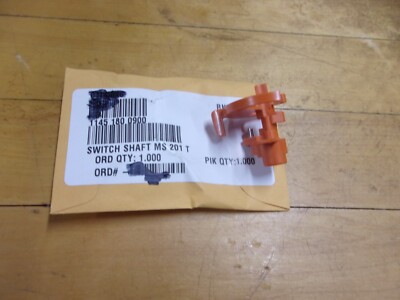 1145 180 0900
SWITCH SHAFT MS 201 T
ORD QTY: 1.000
PIK QTY:1.000
ORD#